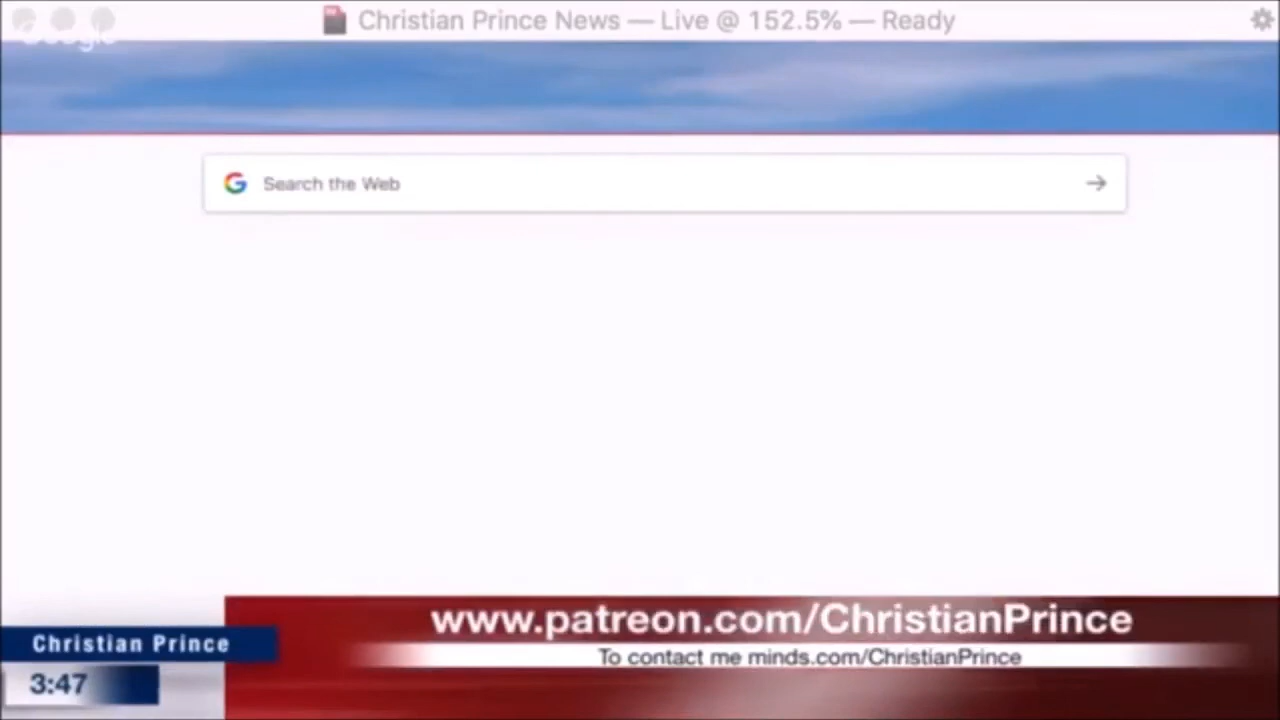 Christian Prince News — Live @ 152.5% — Ready
Google
Search the Web
www.patreon.com/ChristianPrince
To contact me minds.com/ChristianPrince
Christian Prince
3:47